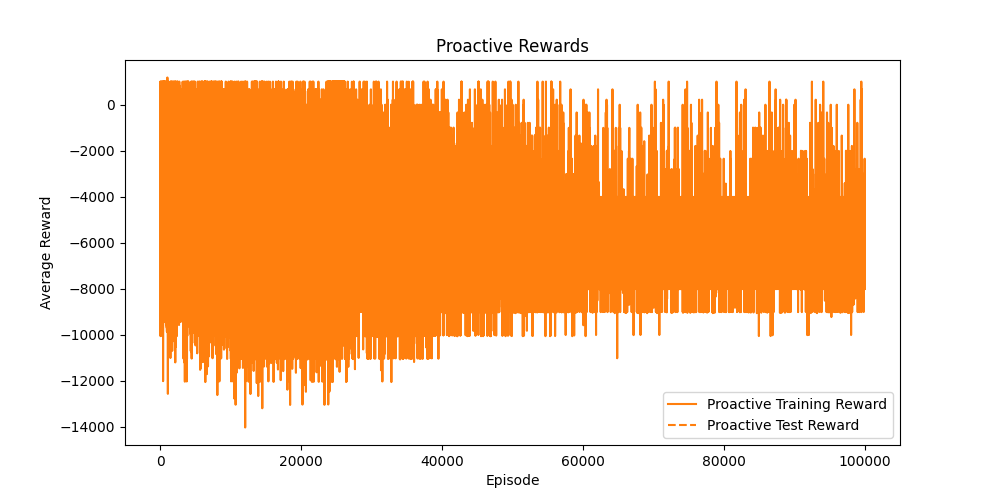 Proactive Rewards
Average Reward
0
−2000
−4000
−6000
−8000
−10000
−12000
−14000
Proactive Training Reward
Proactive Test Reward
0 20000 40000 60000 80000 100000
Episode